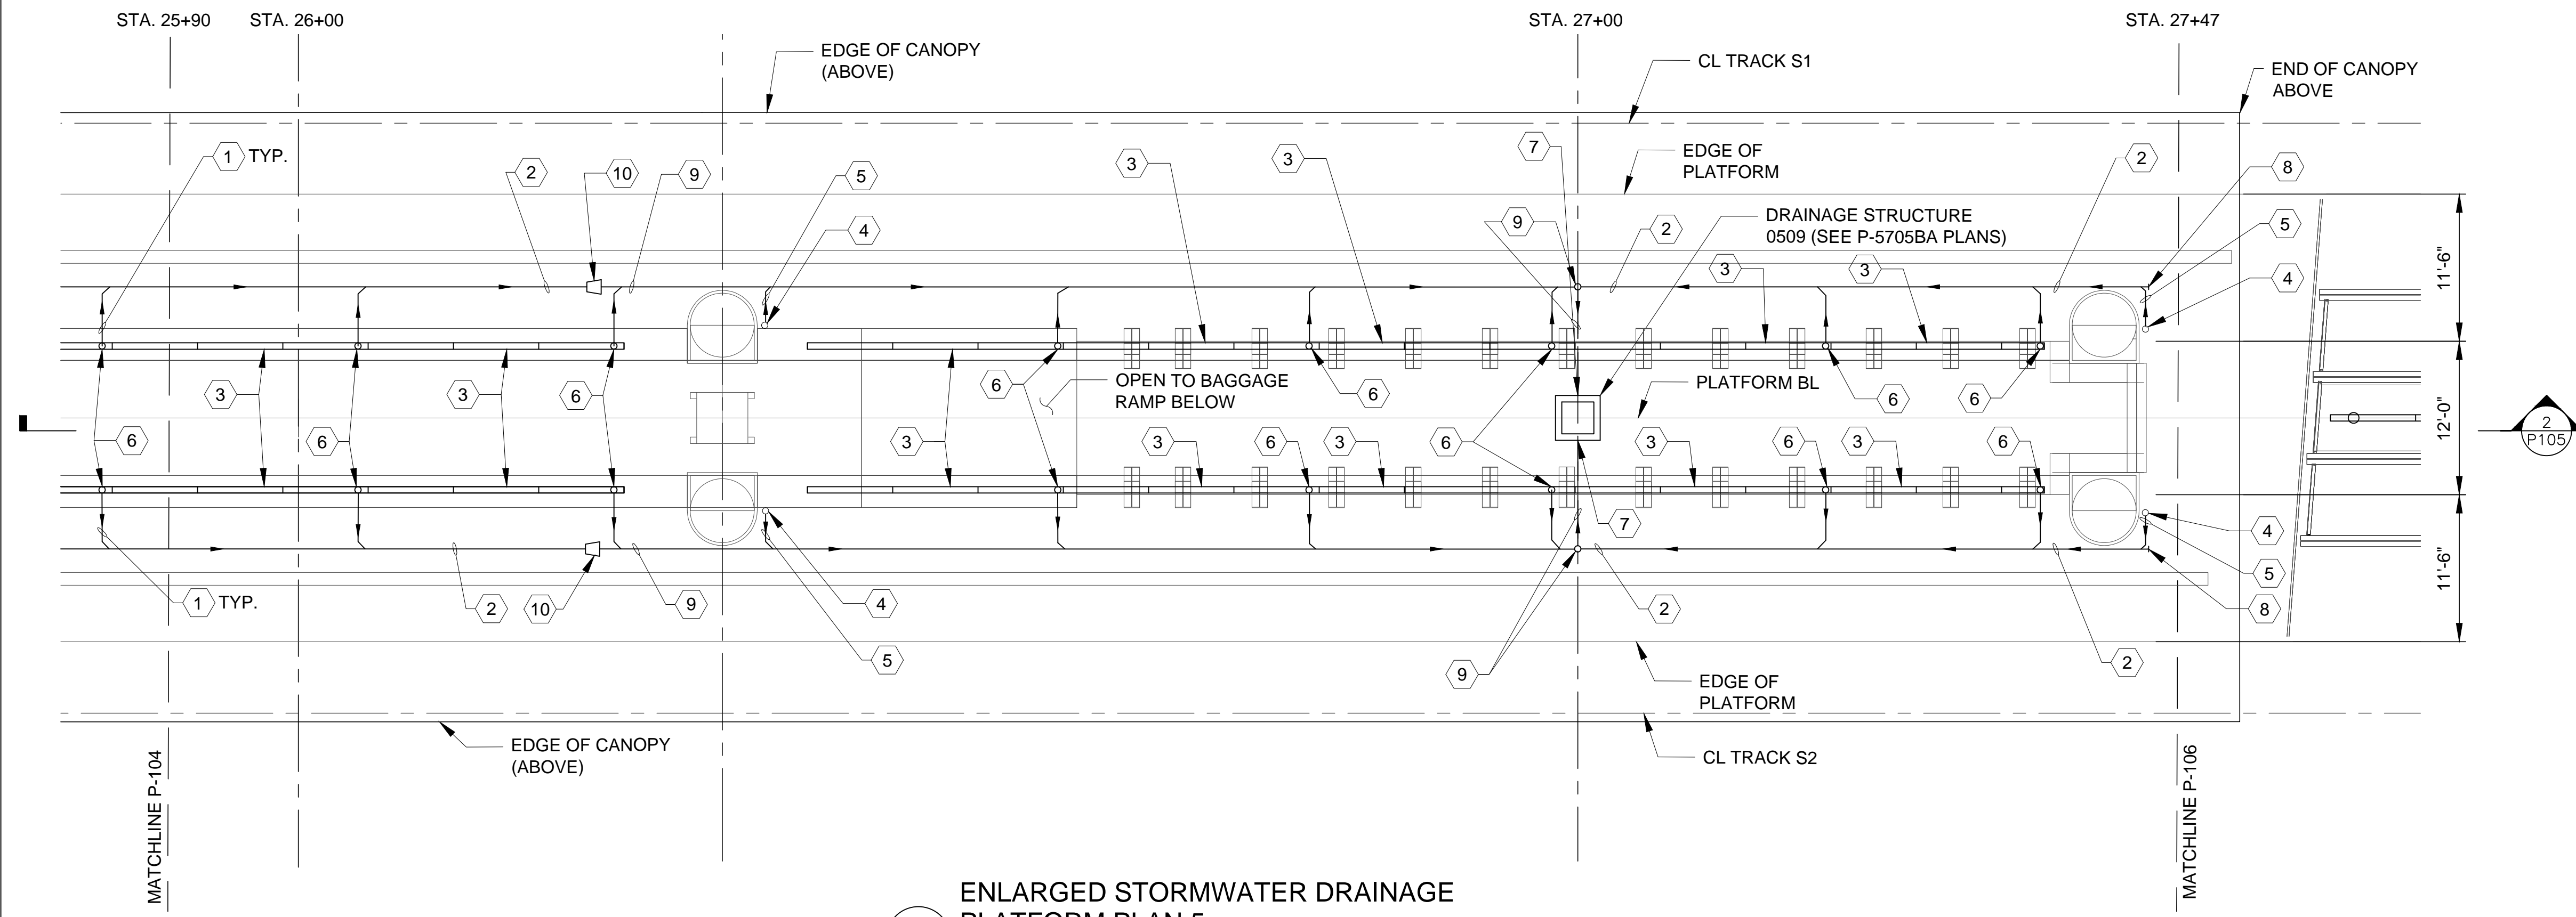 STA. 25+90
STA. 26+00
STA. 27+00
STA. 27+47
EDGE OF CANOPY
(ABOVE)
CL TRACK S1
END OF CANOPY
ABOVE
1 TYP.
2
10
9
5
4
3
3
7
EDGE OF
PLATFORM
2
8
9
2
DRAINAGE STRUCTURE
0509 (SEE P-5705BA PLANS)
5
3
3
4
11'-6"
3
3
6
6
OPEN TO BAGGAGE
RAMP BELOW
6
PLATFORM BL
6
6
12'-0"
6
6
3
3
6
3
6
3
6
3
6
2
P105
7
4
5
11'-6"
1 TYP.
2
10
9
4
2
8
5
9
2
EDGE OF
PLATFORM
EDGE OF CANOPY
(ABOVE)
CL TRACK S2
MATCHLINE P-104
MATCHLINE P-106
ENLARGED STORMWATER DRAINAGE
PLATFORM PLAN 5